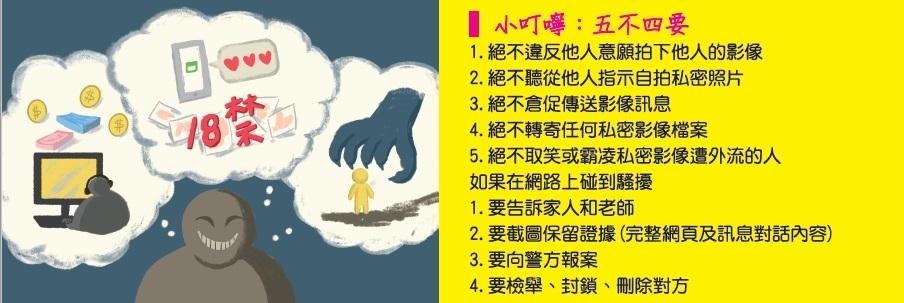 18禁
小叮嚀：五不四要
1.絕不違反他人意願拍下他人的影像
2.絕不聽從他人指示自拍私密照片
3.絕不倉促傳送影像訊息
4.絕不轉寄任何私密影像檔案
5.絕不取笑或霸凌私密影像遭外流的人
如果在網路上碰到騷擾
1.要告訴家人和老師
2.要截圖保留證據(完整網頁及訊息對話內容)
3.要向警方報案
4.要檢舉、封鎖、刪除對方